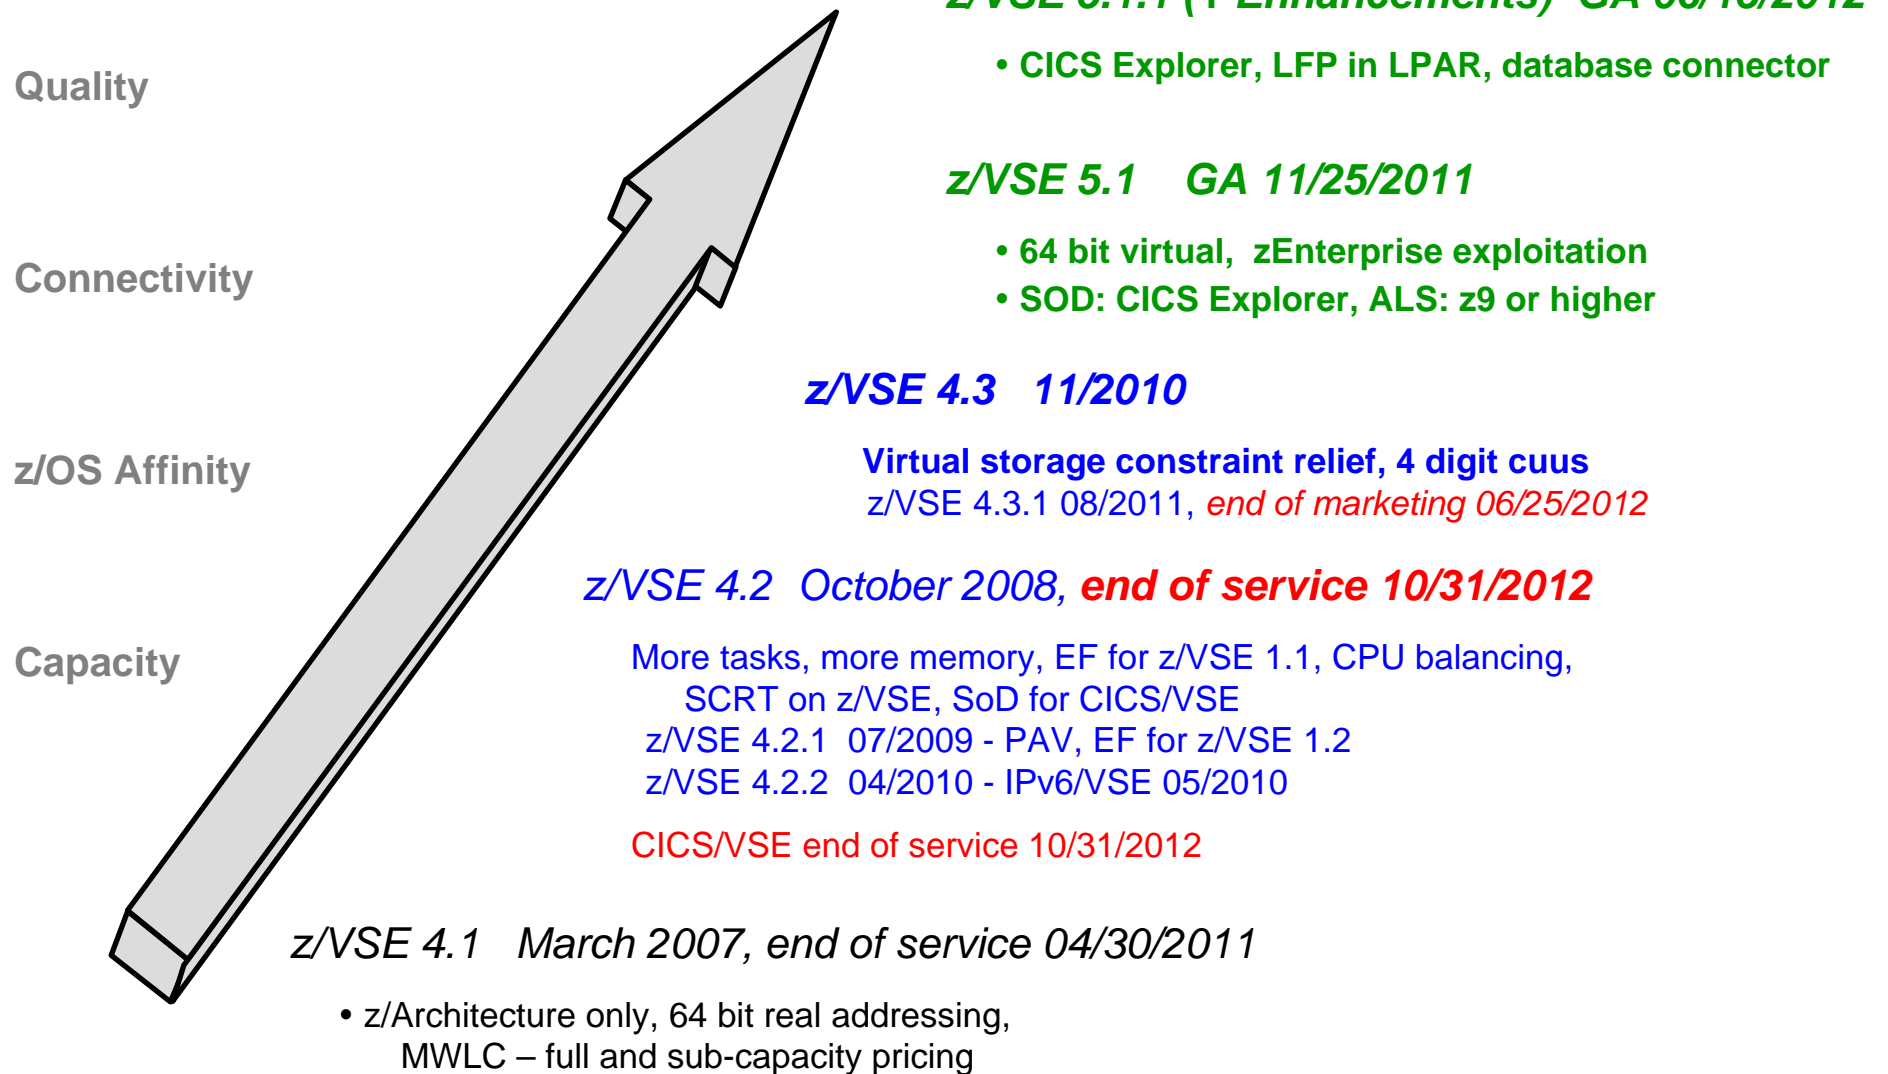 Quality
• CICS Explorer, LFP in LPAR, database connector
z/VSE 5.1 GA 11/25/2011
• 64 bit virtual, zEnterprise exploitation
• SOD: CICS Explorer, ALS: z9 or higher
Connectivity
z/VSE 4.3 11/2010
Virtual storage constraint relief, 4 digit cuus
z/VSE 4.3.1 08/2011, end of marketing 06/25/2012
z/OS Affinity
z/VSE 4.2 October 2008, end of service 10/31/2012
More tasks, more memory, EF for z/VSE 1.1, CPU balancing,
SCRT on z/VSE, SoD for CICS/VSE
z/VSE 4.2.1 07/2009 - PAV, EF for z/VSE 1.2
z/VSE 4.2.2 04/2010 - IPv6/VSE 05/2010
CICS/VSE end of service 10/31/2012
Capacity
z/VSE 4.1 March 2007, end of service 04/30/2011
• z/Architecture only, 64 bit real addressing,
MWLC – full and sub-capacity pricing